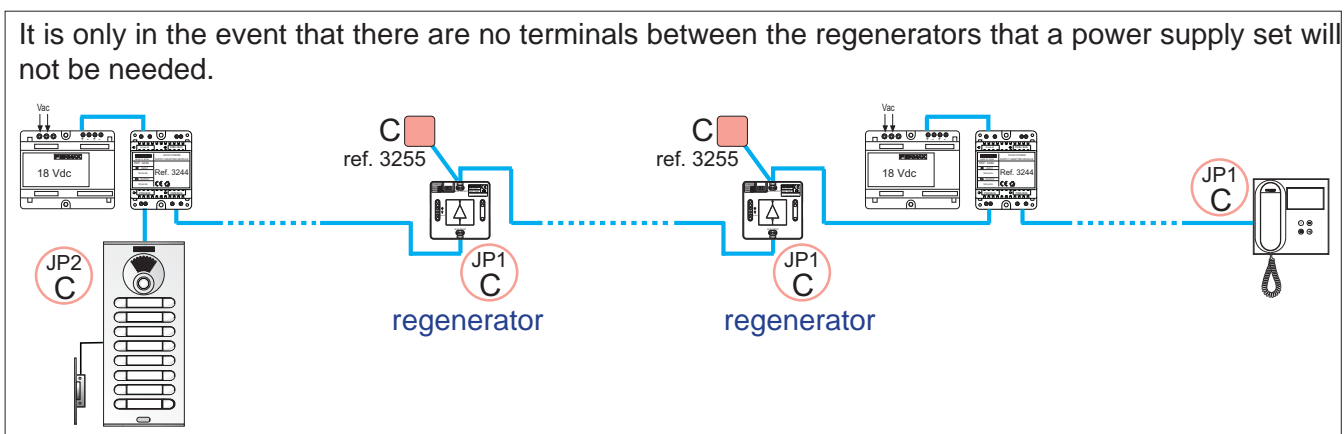 It is only in the event that there are no terminals between the regenerators that a power supply set will
not be needed.
Vac
FERMAX
18 Vdc
Ref. 3244
C
ref. 3255
C
ref. 3255
Vac
FERMAX
18 Vdc
Ref. 3244
JP1
C
JP2
C
JP1
C
regenerator
JP1
C
regenerator